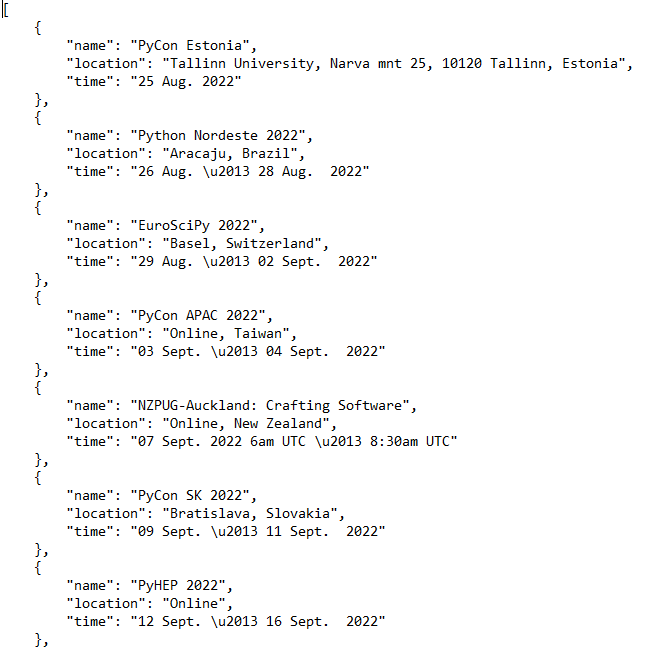 [
    {
        "name": "PyCon Estonia",
        "location": "Tallinn University, Narva mnt 25, 10120 Tallinn, Estonia",
        "time": "25 Aug. 2022"
    },
    {
        "name": "Python Nordeste 2022",
        "location": "Aracaju, Brazil",
        "time": "26 Aug. \u2013 28 Aug.  2022"
    },
    {
        "name": "EuroSciPy 2022",
        "location": "Basel, Switzerland",
        "time": "29 Aug. \u2013 02 Sept.  2022"
    },
    {
        "name": "PyCon APAC 2022",
        "location": "Online, Taiwan",
        "time": "03 Sept. \u2013 04 Sept.  2022"
    },
    {
        "name": "NZPUG-Auckland: Crafting Software",
        "location": "Online, New Zealand",
        "time": "07 Sept. 2022 6am UTC \u2013 8:30am UTC"
    },
    {
        "name": "PyCon SK 2022",
        "location": "Bratislava, Slovakia",
        "time": "09 Sept. \u2013 11 Sept.  2022"
    },
    {
        "name": "PyHEP 2022",
        "location": "Online",
        "time": "12 Sept. \u2013 16 Sept.  2022"
    },